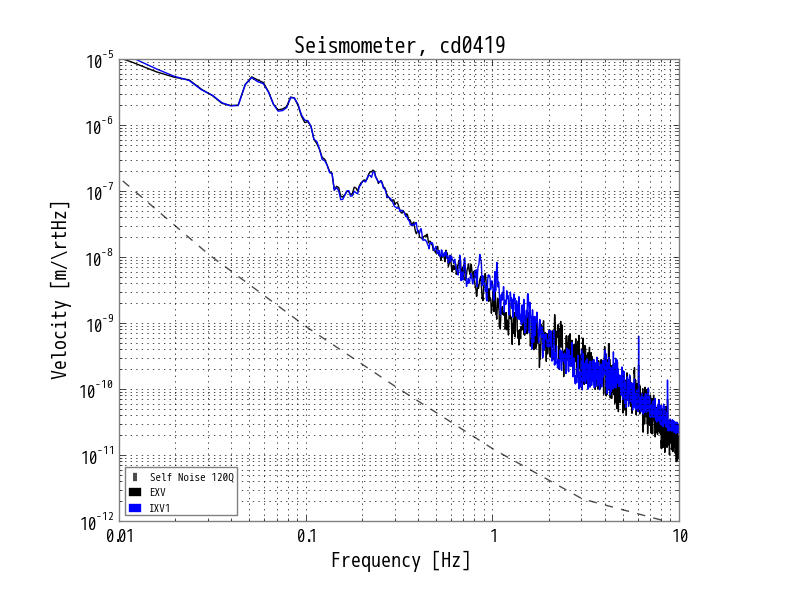 Seismometer, cd0419
Velocity [m/\rtHz]
10^-5
10^-6
10^-7
10^-8
10^-9
10^-10
10^-11
10^-12
Self Noise 120Q
EXV
IXV1
0.01
0.1
1
10
Frequency [Hz]